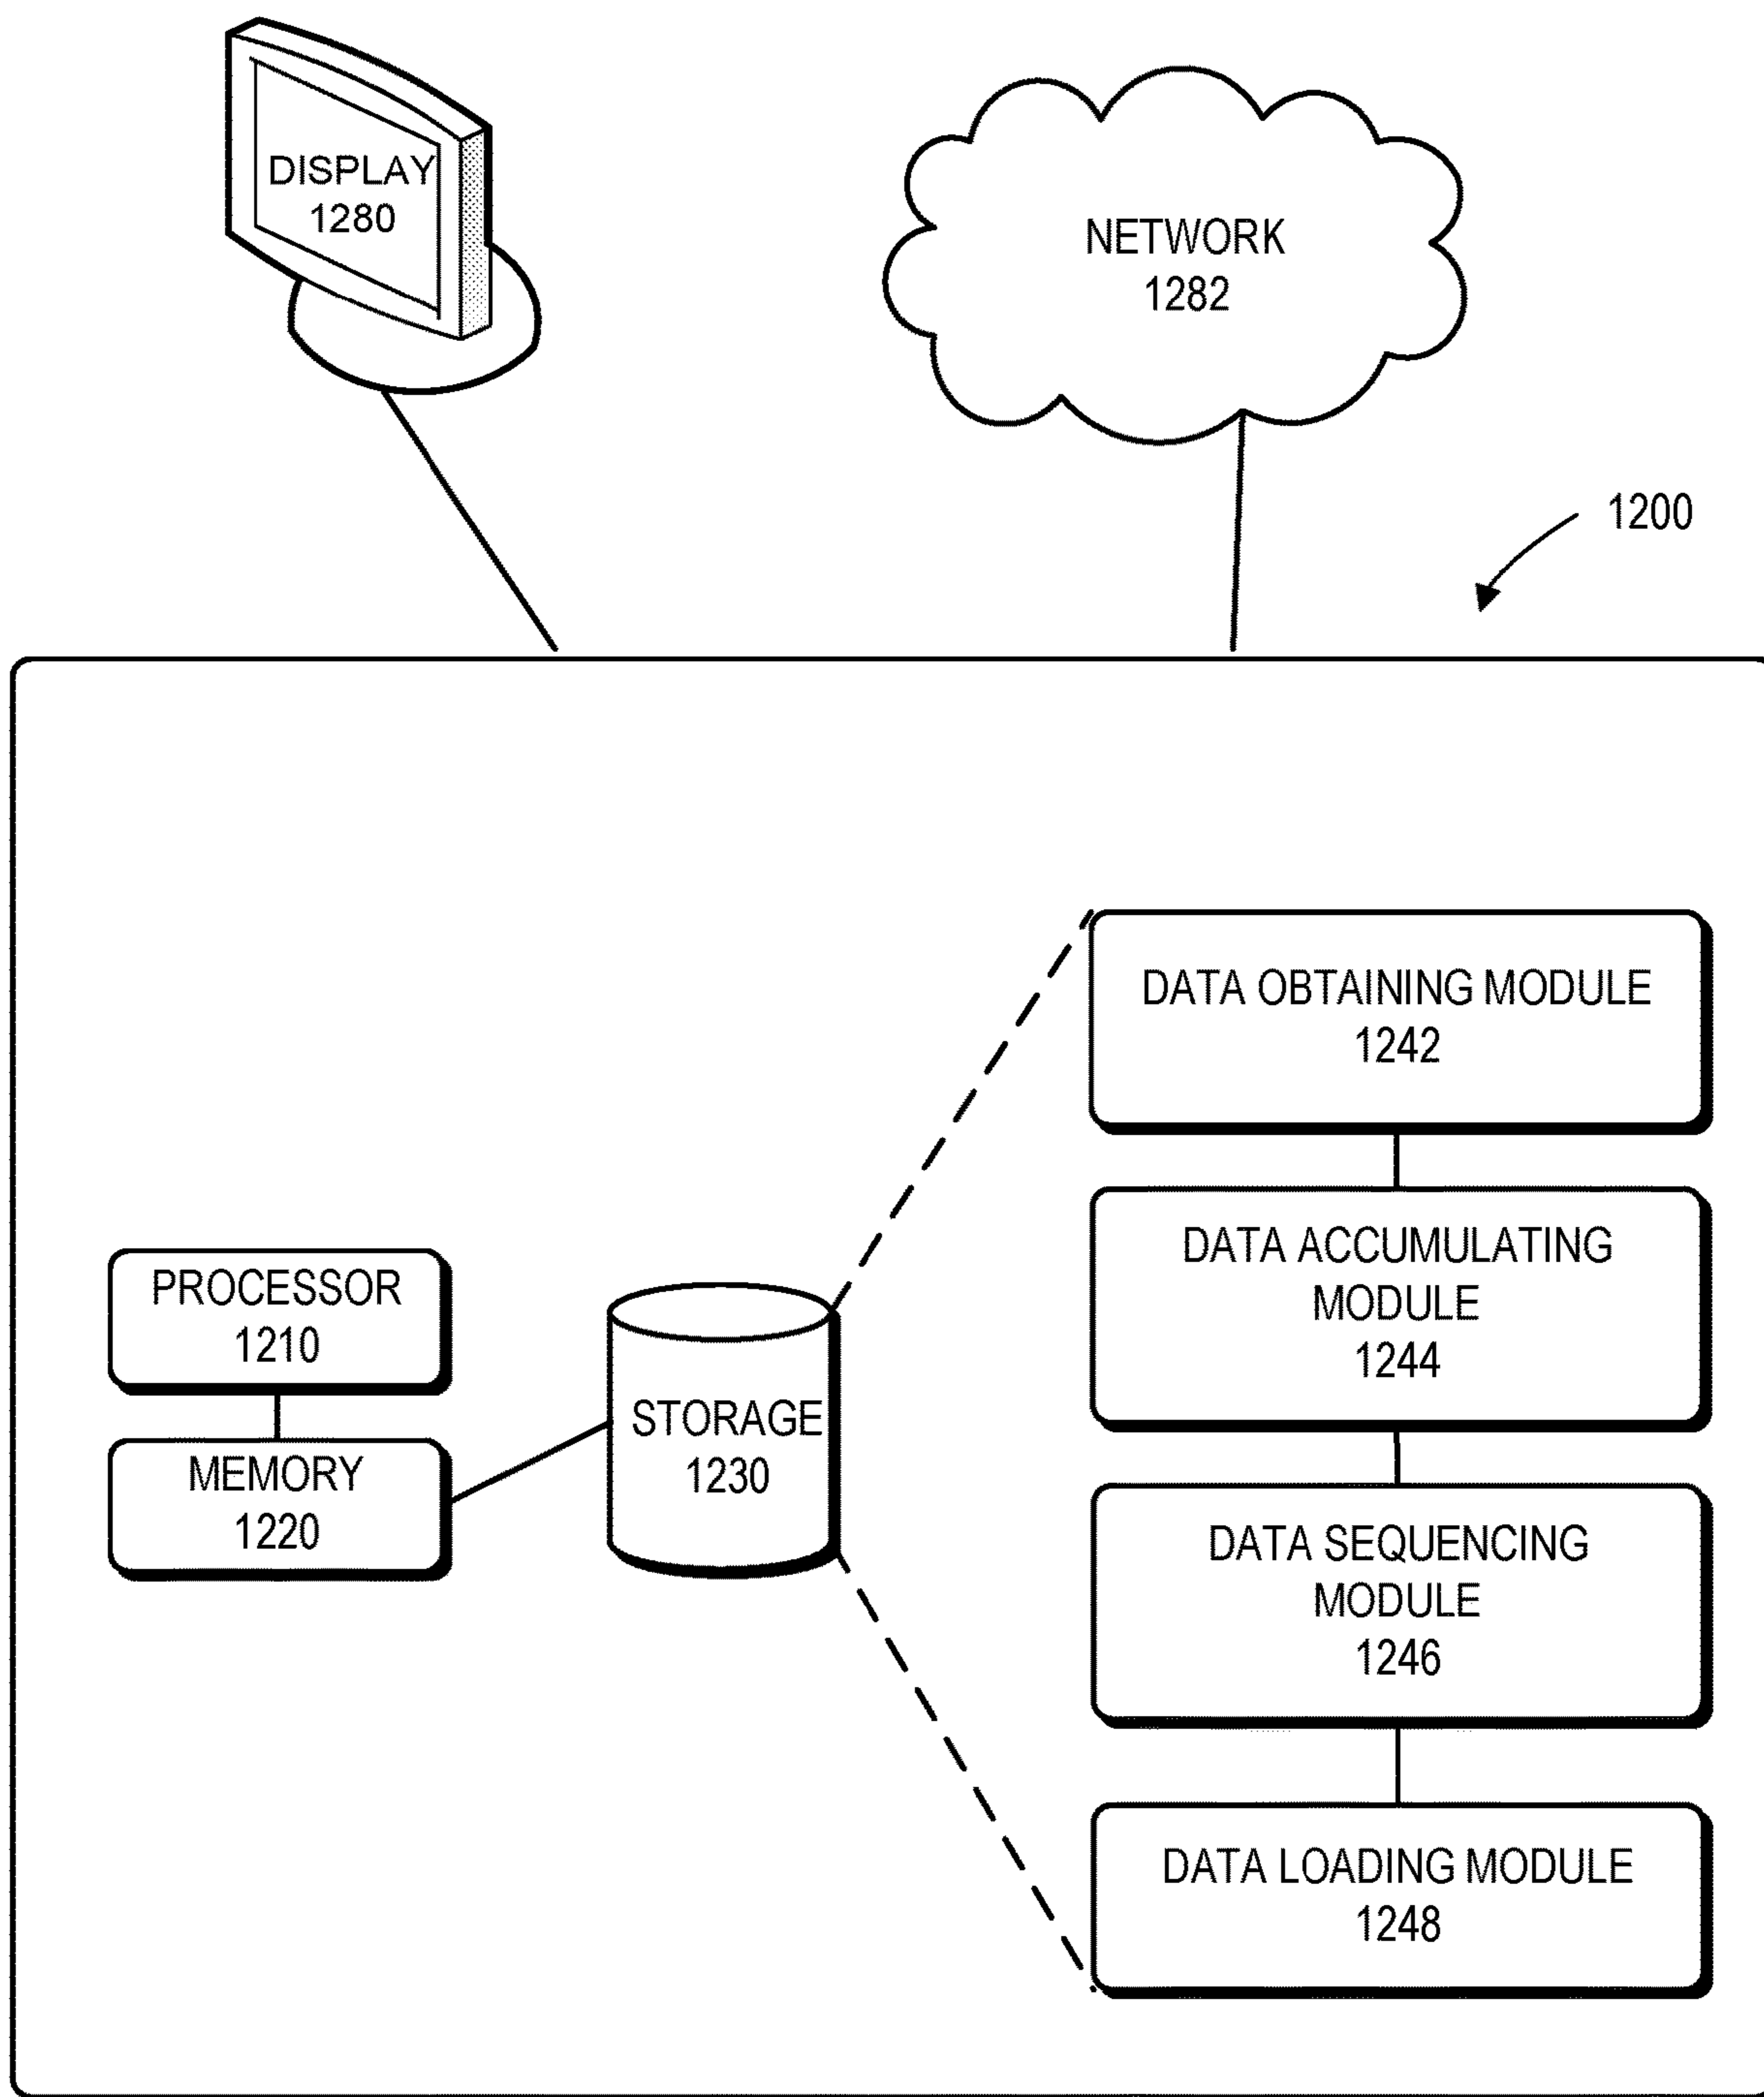 DISPLAY
1280
NETWORK
1282
1200
DATA OBTAINING MODULE
1242
DATA ACCUMULATING
MODULE
1244
PROCESSOR
1210
MEMORY
1220
STORAGE
1230
DATA SEQUENCING
MODULE
1246
DATA LOADING MODULE
1248